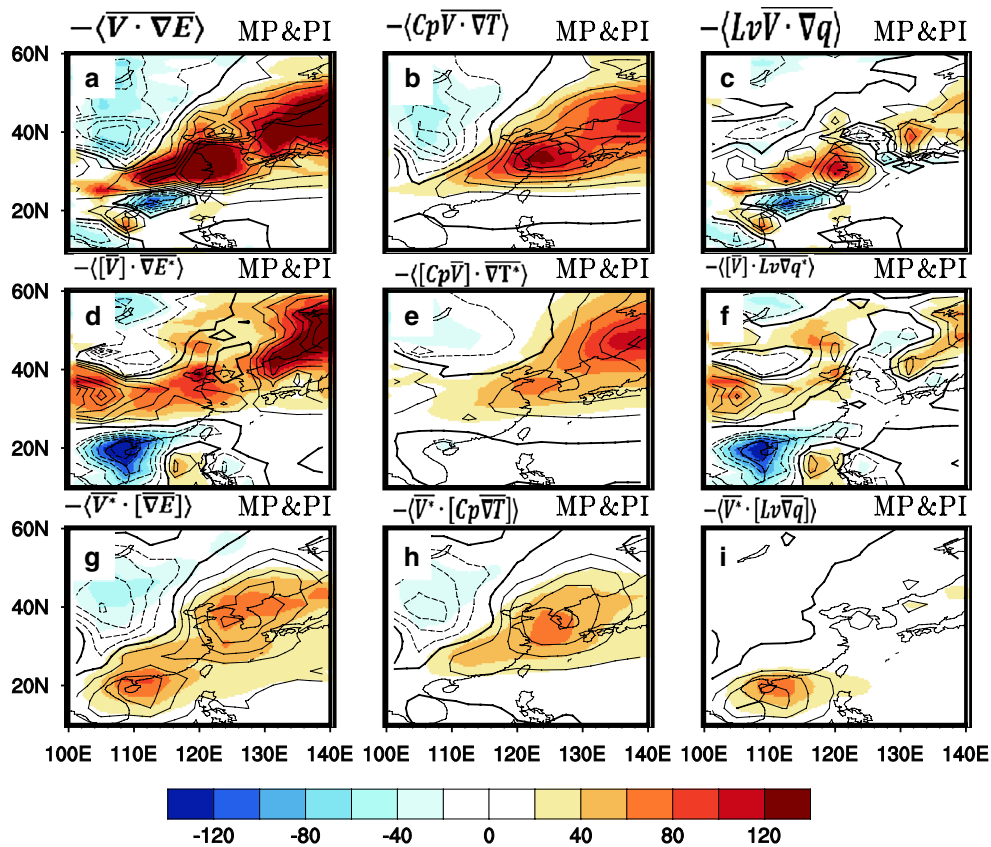 −⟨V̅ ⋅ ∇̅E̅⟩ MP&PI −⟨CpV̅ ⋅ ∇̅T̅⟩ MP&PI −⟨LvV̅ ⋅ ∇̅q̅⟩ MP&PI
60N a b c
40N
20N
−⟨[V̅] ⋅ ∇̅E̅*⟩ MP&PI −⟨[CpV̅] ⋅ ∇̅T*⟩ MP&PI −⟨[V̅] ⋅ L̅v̅∇̅q̅*⟩ MP&PI
60N d e f
40N
20N
−⟨V̅* ⋅ [∇̅E̅]⟩ MP&PI −⟨V̅* ⋅ [Cp∇̅T̅]⟩ MP&PI −⟨V̅* ⋅ [Lv∇̅q̅]⟩ MP&PI
60N g h i
40N
20N
100E 110E 120E 130E 140E 100E 110E 120E 130E 140E 100E 110E 120E 130E 140E
-120 -80 -40 0 40 80 120